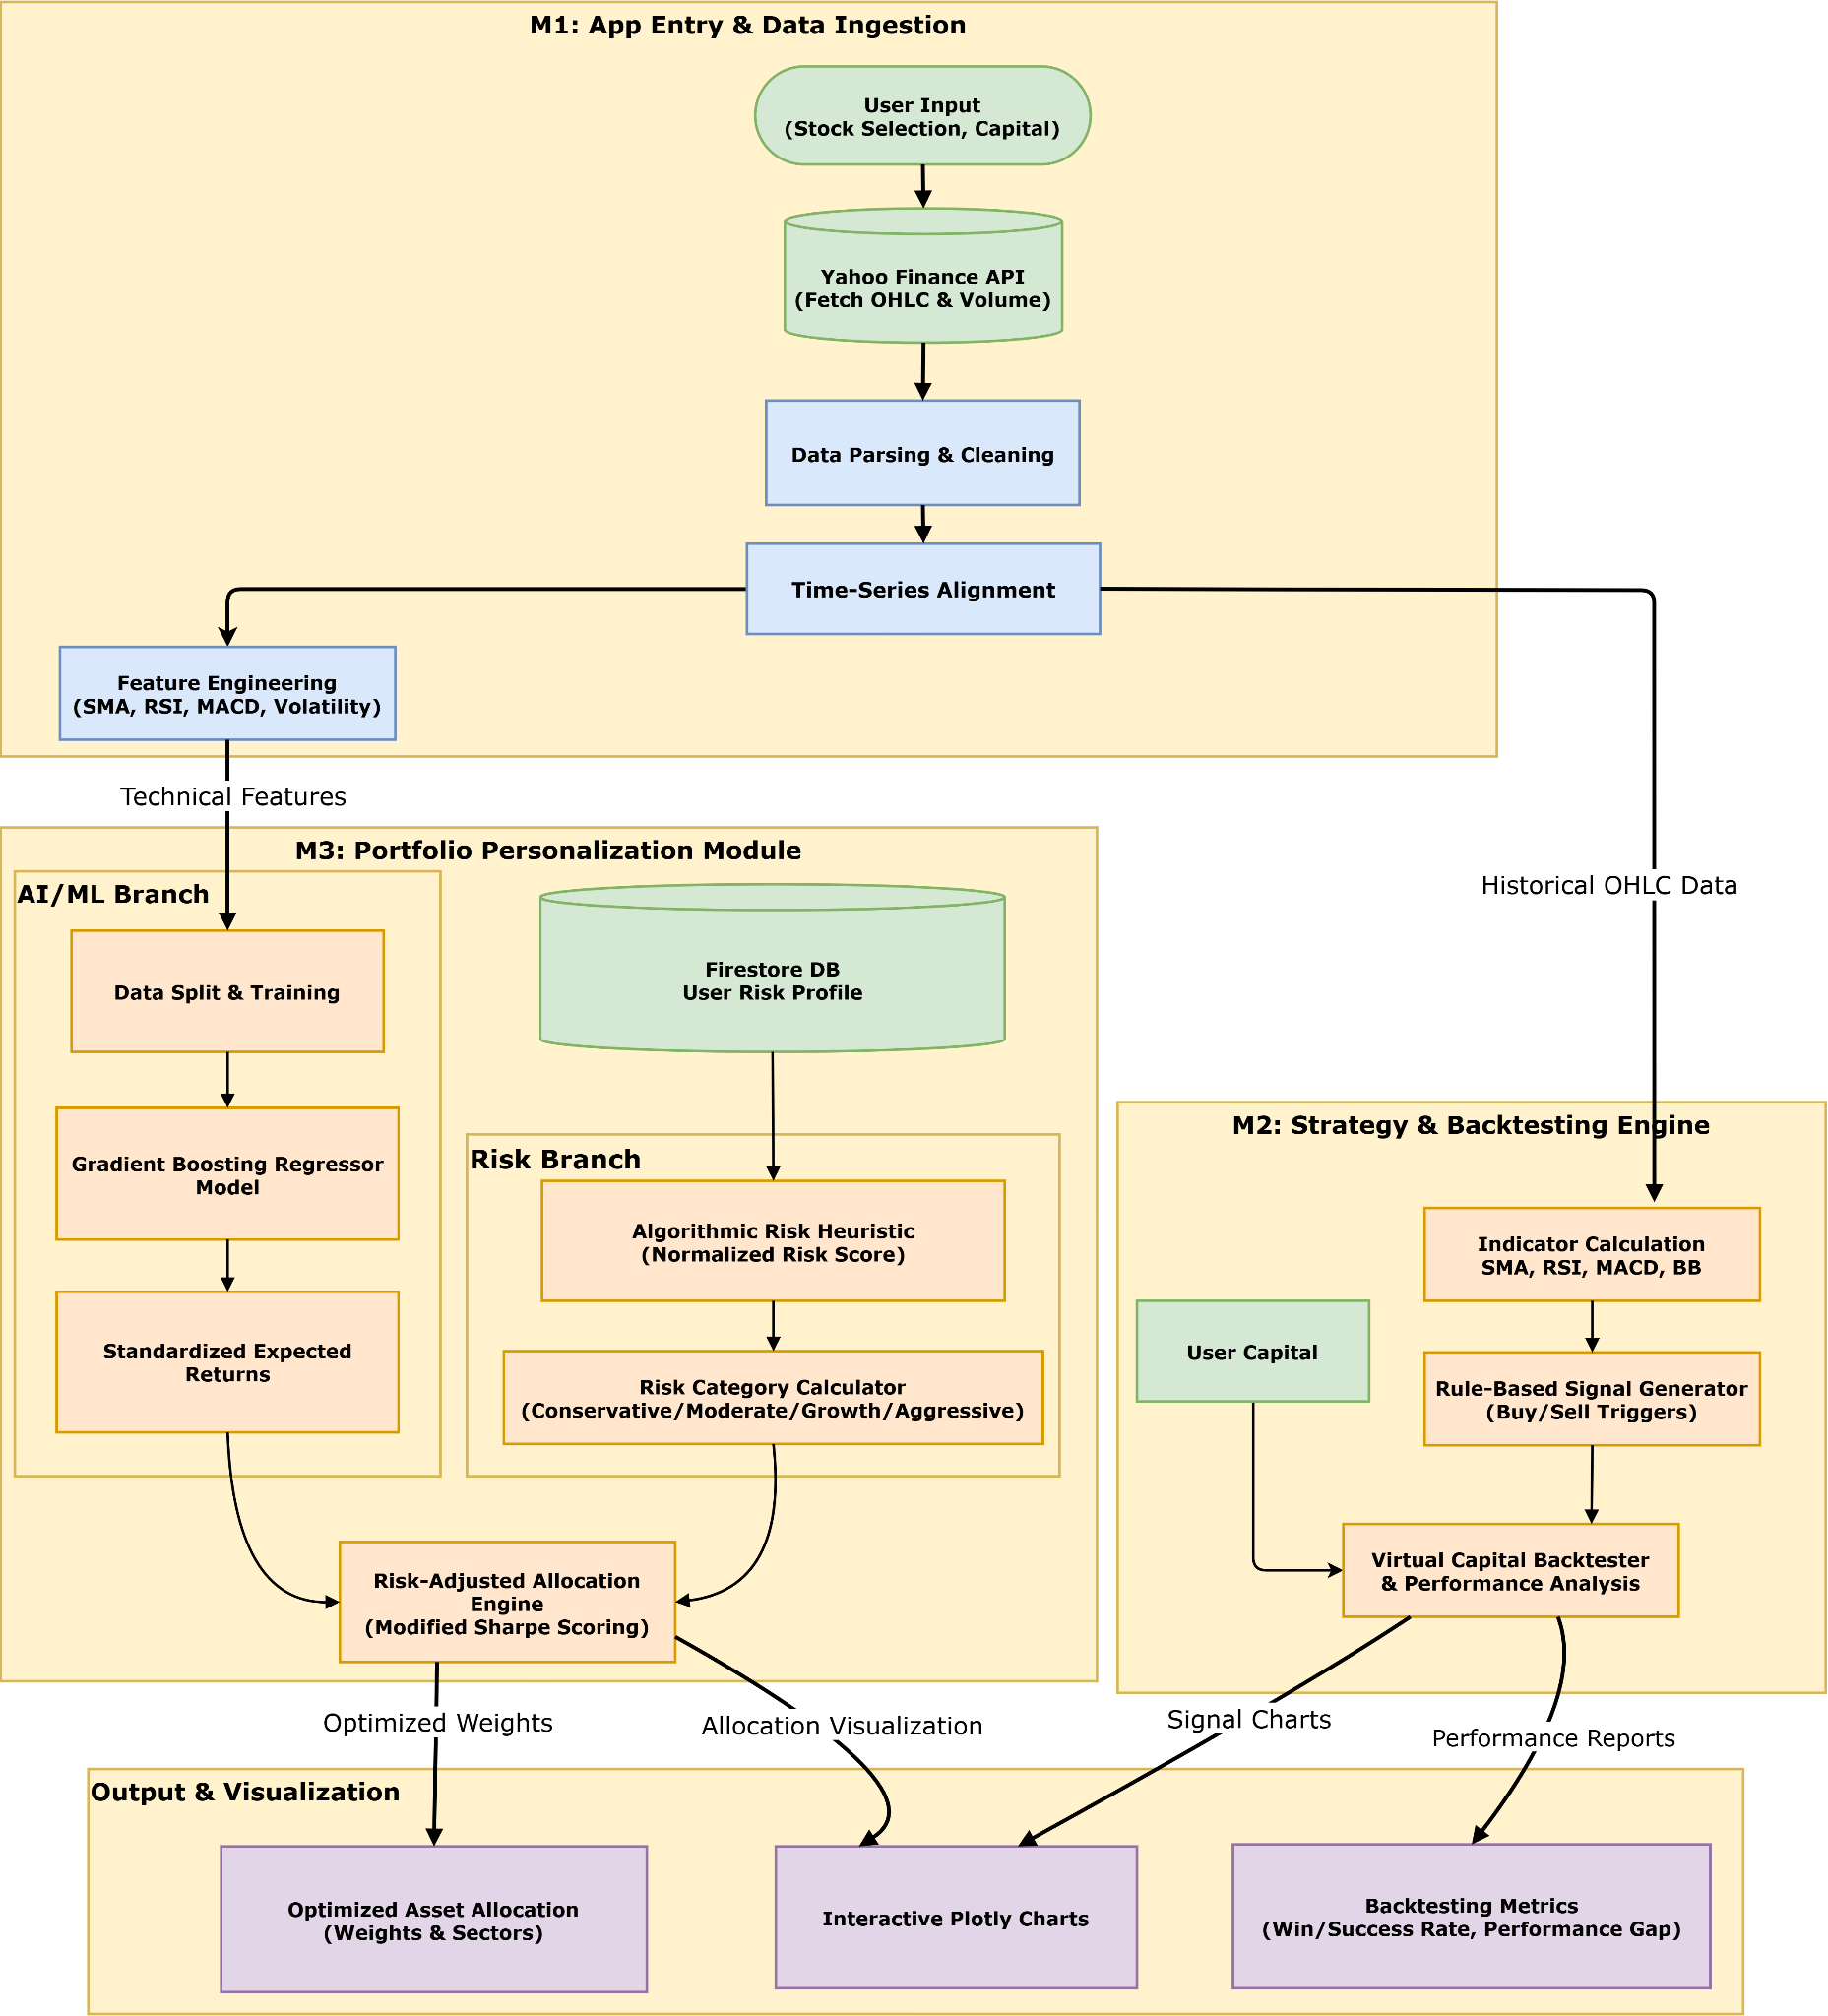 M1: App Entry & Data Ingestion
User Input
(Stock Selection, Capital)
Yahoo Finance API
(Fetch OHLC & Volume)
Data Parsing & Cleaning
Time-Series Alignment
Feature Engineering
(SMA, RSI, MACD, Volatility)
Technical Features
Historical OHLC Data
M3: Portfolio Personalization Module
AI/ML Branch
Data Split & Training
Gradient Boosting Regressor
Model
Standardized Expected
Returns
Firestore DB
User Risk Profile
Risk Branch
Algorithmic Risk Heuristic
(Normalized Risk Score)
Risk Category Calculator
(Conservative/Moderate/Growth/Aggressive)
Risk-Adjusted Allocation
Engine
(Modified Sharpe Scoring)
M2: Strategy & Backtesting Engine
Indicator Calculation
SMA, RSI, MACD, BB
User Capital
Rule-Based Signal Generator
(Buy/Sell Triggers)
Virtual Capital Backtester
& Performance Analysis
Optimized Weights
Allocation Visualization
Signal Charts
Performance Reports
Output & Visualization
Optimized Asset Allocation
(Weights & Sectors)
Interactive Plotly Charts
Backtesting Metrics
(Win/Success Rate, Performance Gap)